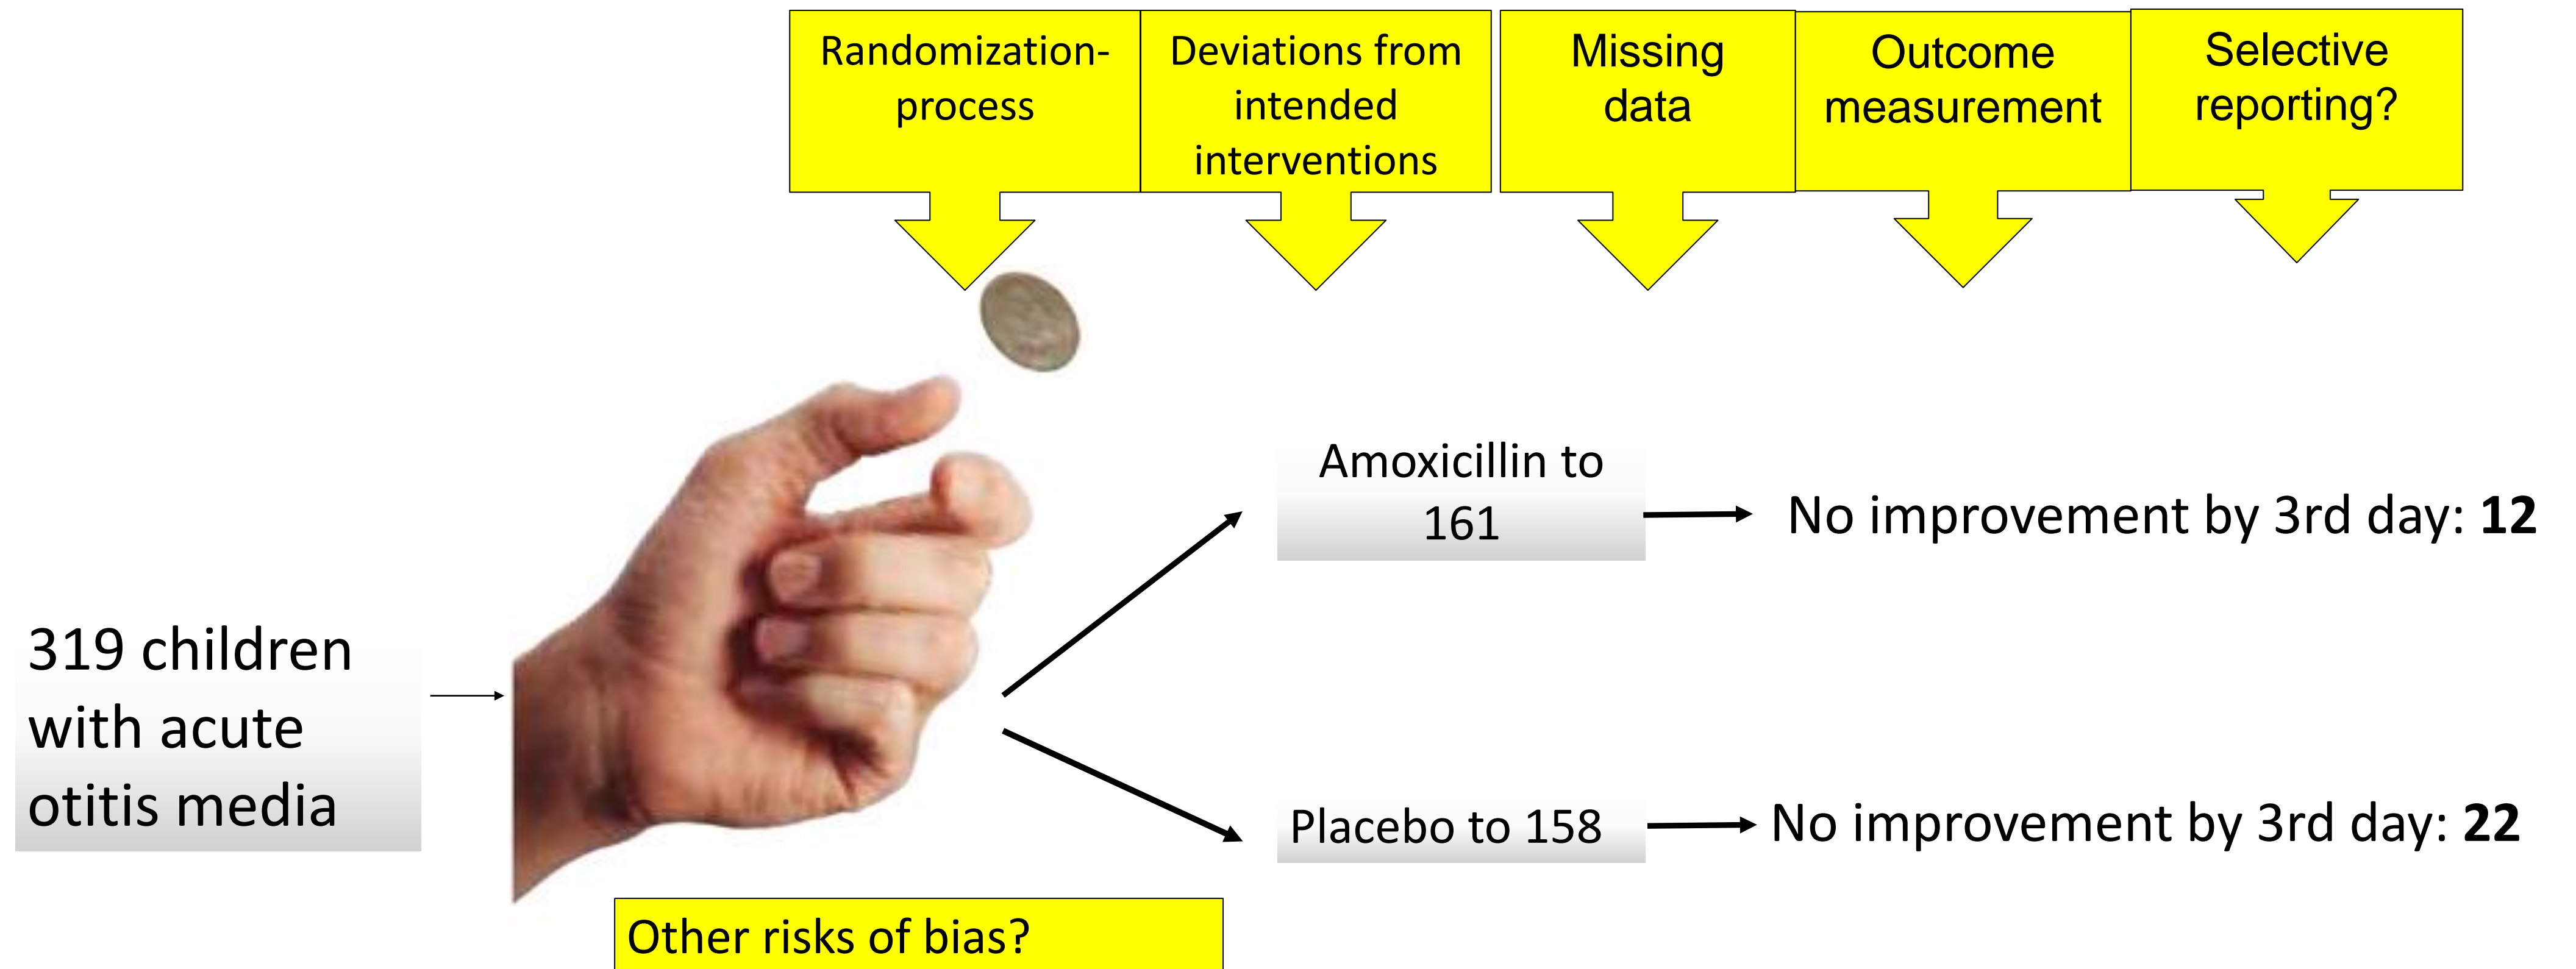 Randomization-
process
Deviations from
intended
interventions
Missing
data
Outcome
measurement
Selective
reporting?
Amoxicillin to
161
No improvement by 3rd day: 12
319 children
with acute
otitis media
Placebo to 158
No improvement by 3rd day: 22
Other risks of bias?